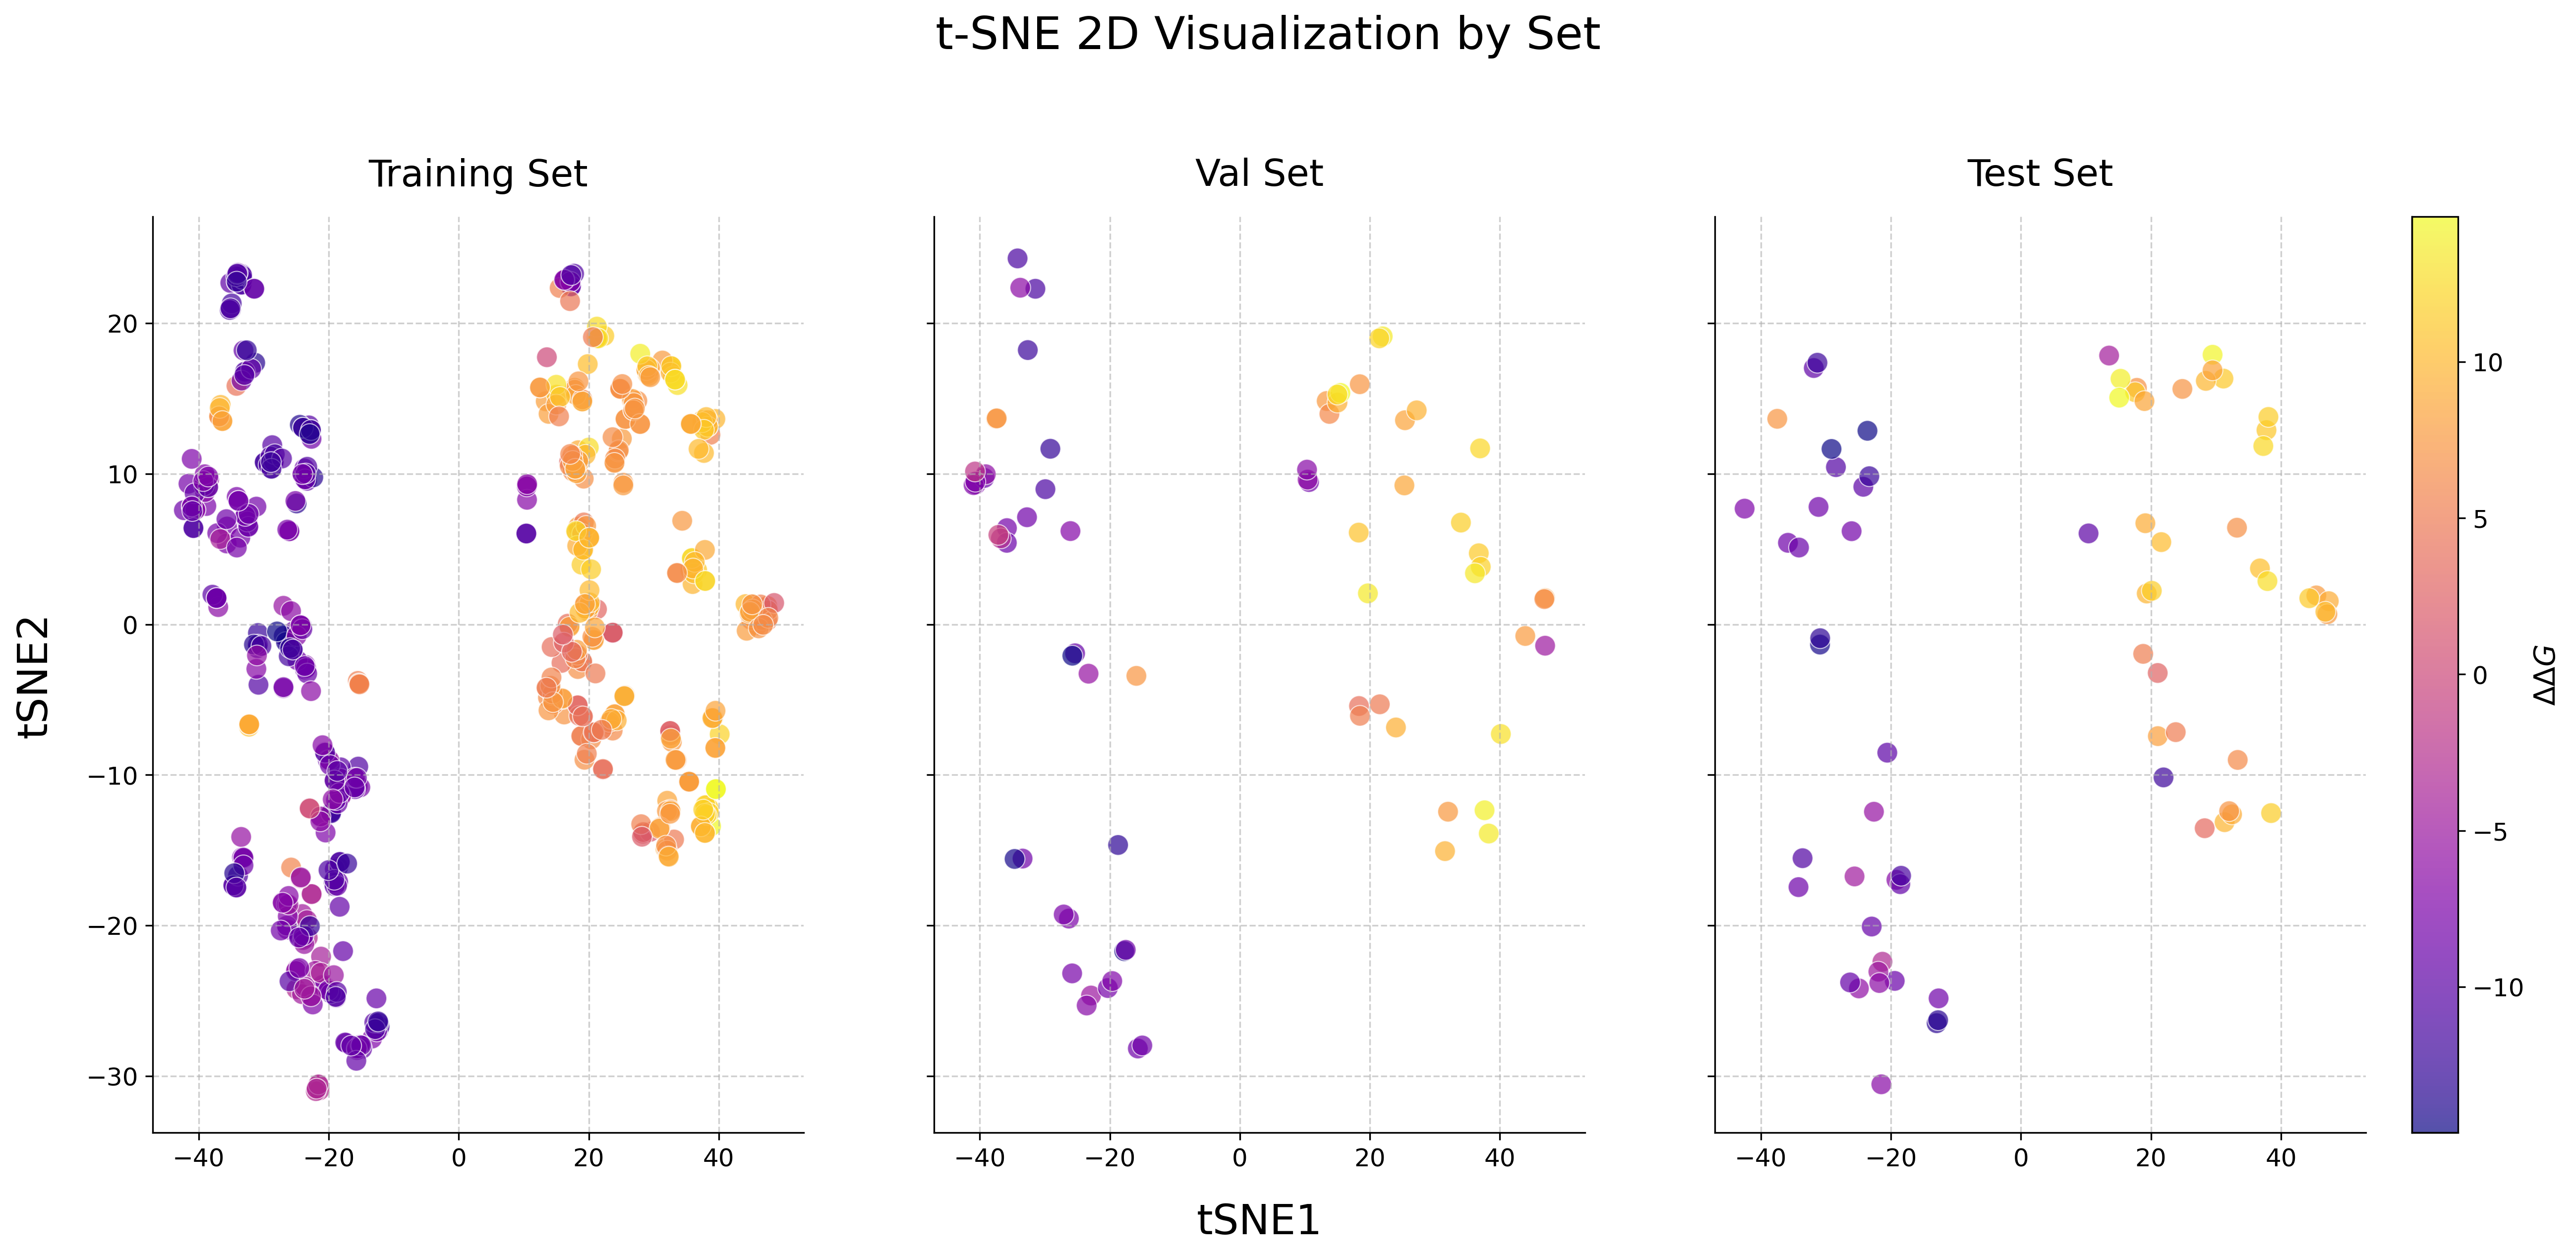 t-SNE 2D Visualization by Set
Training Set
Val Set
Test Set
tSNE2
20
10
0
−10
−20
−30
−40 −20 0 20 40
−40 −20 0 20 40
−40 −20 0 20 40
tSNE1
10
5
0
−5
−10
ΔΔG